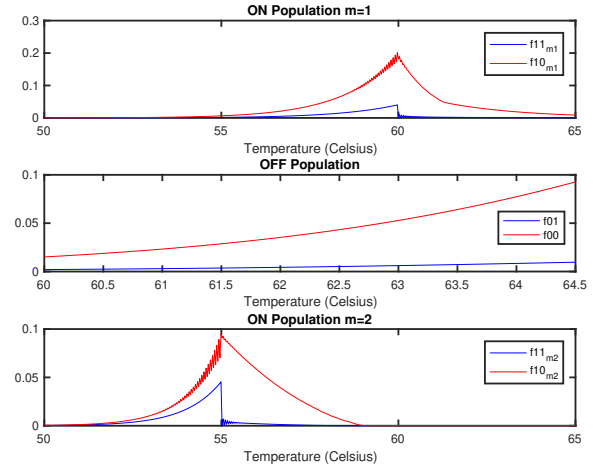 ON Population m=1
0.3
0.2
0.1
0
f11m1
f10m1
50 55 60 65
Temperature (Celsius)
OFF Population
0.1
0.05
0
f01
f00
60 60.5 61 61.5 62 62.5 63 63.5 64 64.5
Temperature (Celsius)
ON Population m=2
0.1
0.05
0
f11m2
f10m2
50 55 60 65
Temperature (Celsius)